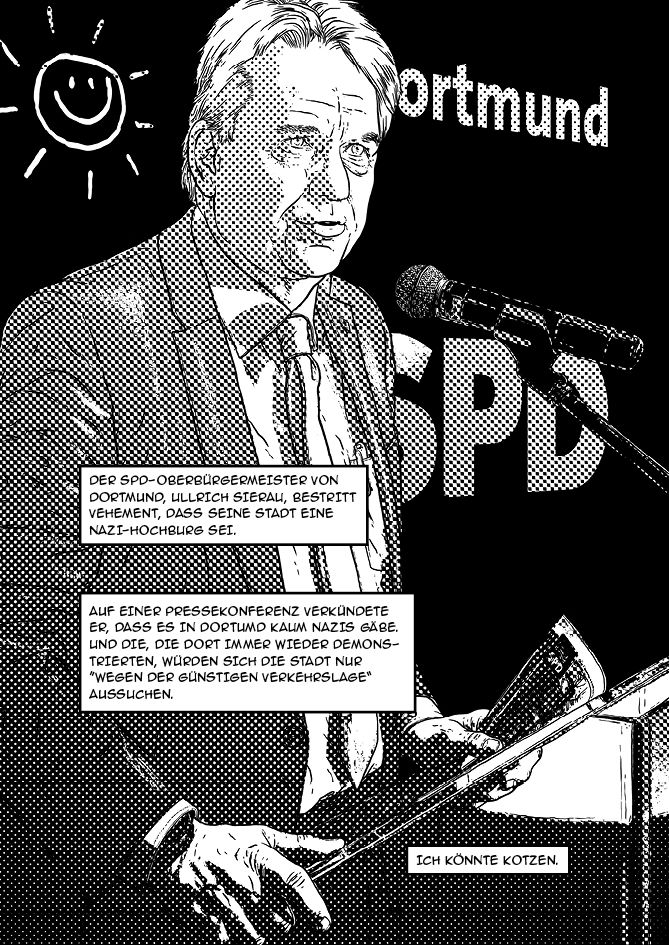 ortmund
SPD
DER SPD-OBERBÜRGERMEISTER VON
DORTMUND, ULLRICH SIERAU, BESTRITT
VEHEMENT, DASS SEINE STADT EINE
NAZI-HOCHBURG SEI.
AUF EINER PRESSEKONFERENZ VERKÜNDETE
ER, DASS ES IN DORTUMD KAUM NAZIS GÄBE.
UND DIE, DIE DORT IMMER WIEDER DEMONS-
TRIERTEN, WÜRDEN SICH DIE STADT NUR
"WEGEN DER GÜNSTIGEN VERKEHRSLAGE"
AUSSUCHEN.
ICH KÖNNTE KOTZEN.